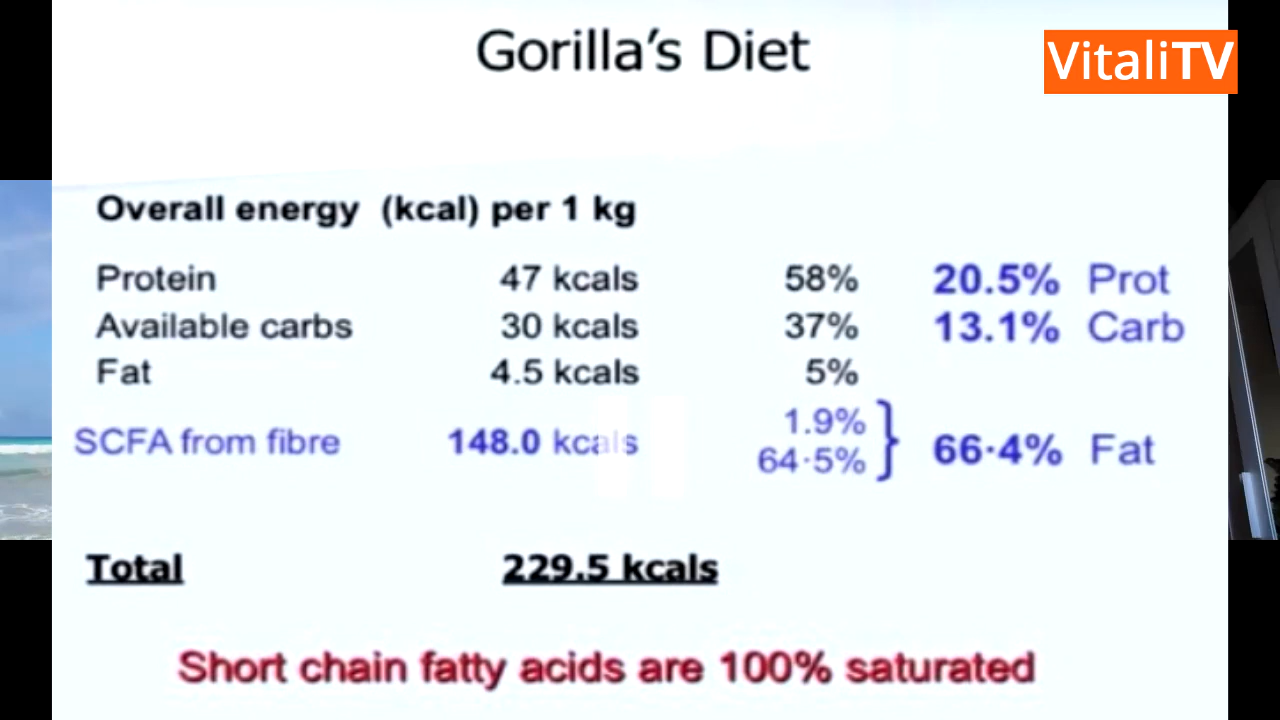 Gorilla's Diet
VitaliTV
Overall energy (kcal) per 1 kg
Protein 47 kcals 58% 20.5% Prot
Available carbs 30 kcals 37% 13.1% Carb
Fat 4.5 kcals 5%
1.9%
SCFA from fibre 148.0 kcals 64·5% } 66·4% Fat
Total 229.5 kcals
Short chain fatty acids are 100% saturated